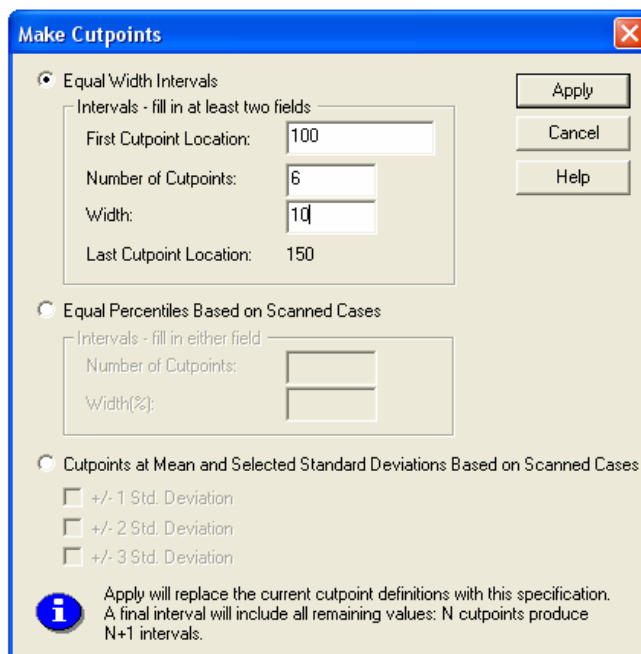 Make Cutpoints
Equal Width Intervals
Intervals - fill in at least two fields
First Cutpoint Location: 100
Number of Cutpoints: 6
Width: 10
Last Cutpoint Location: 150
Apply
Cancel
Help
Equal Percentiles Based on Scanned Cases
Intervals - fill in either field
Number of Cutpoints:
Width(%):
Cutpoints at Mean and Selected Standard Deviations Based on Scanned Cases
+/- 1 Std. Deviation
+/- 2 Std. Deviation
+/- 3 Std. Deviation
Apply will replace the current cutpoint definitions with this specification.
A final interval will include all remaining values: N cutpoints produce
N+1 intervals.